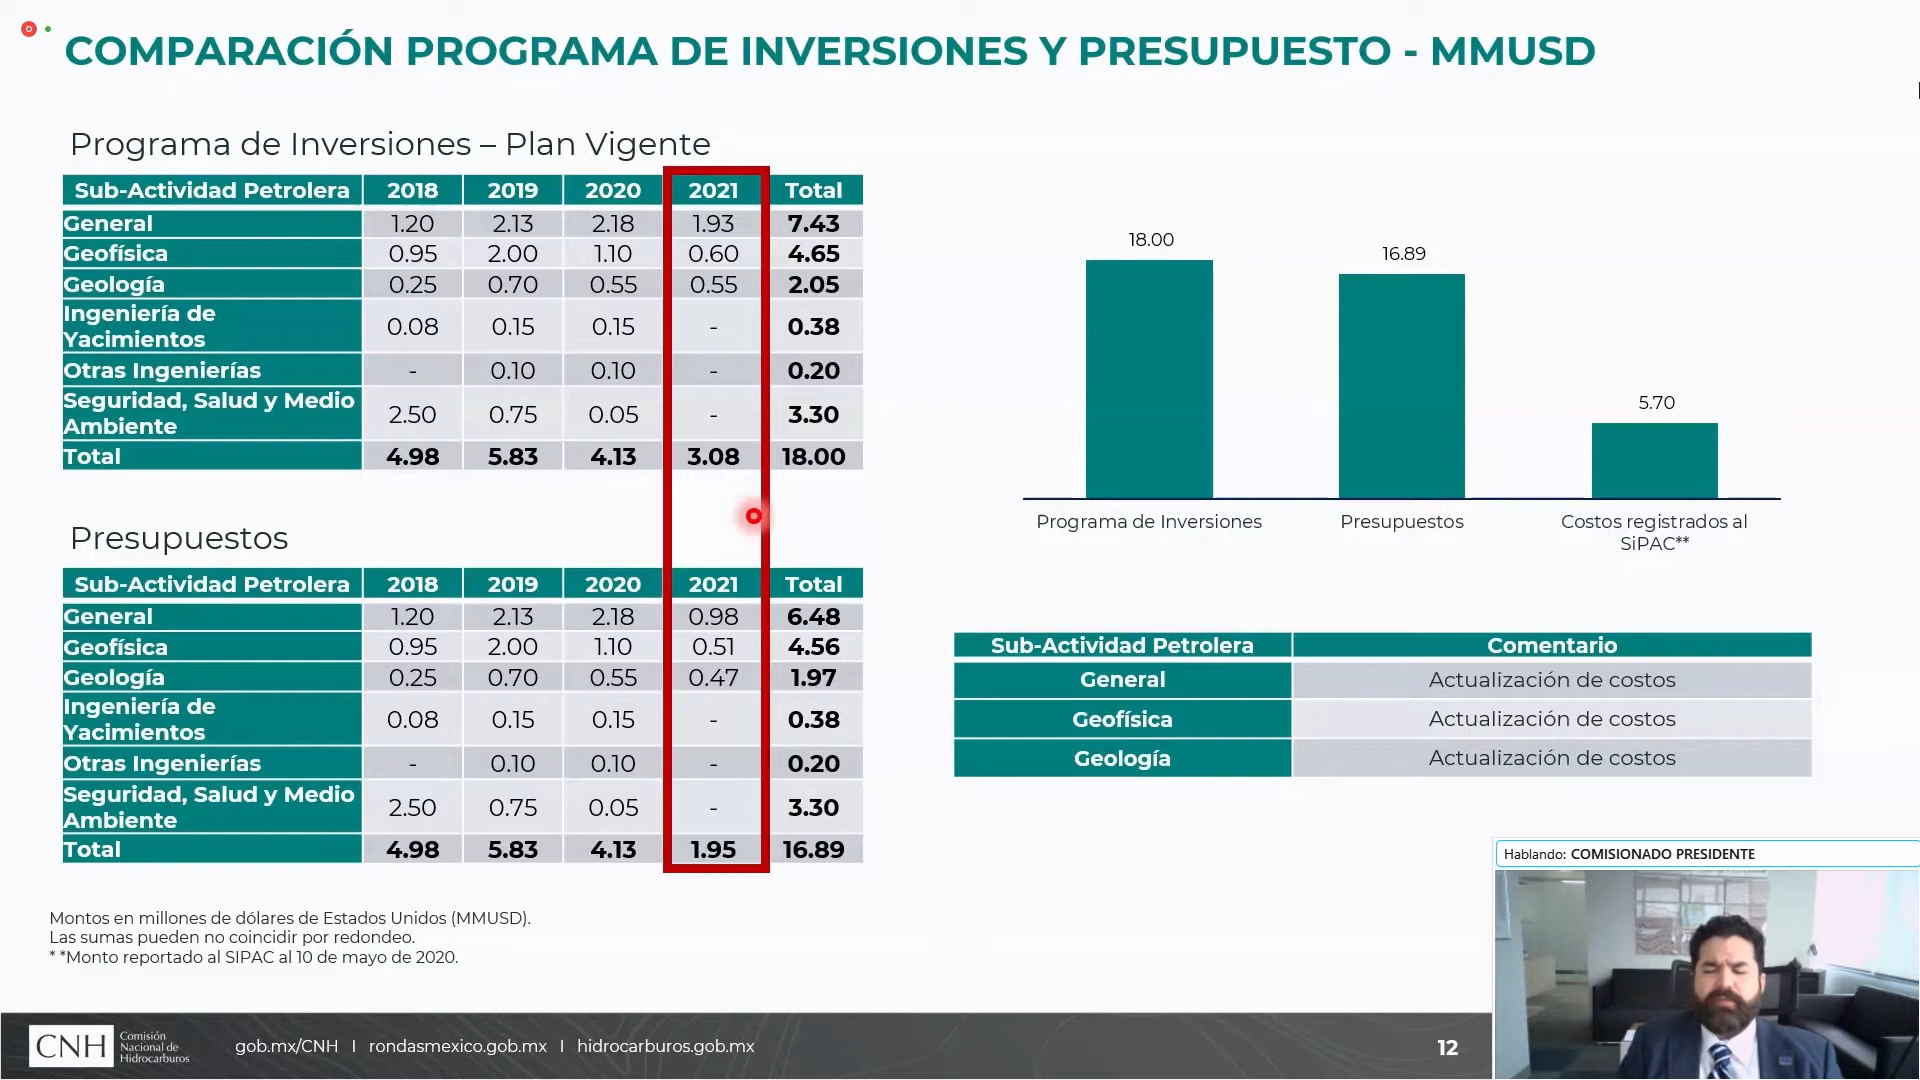 COMPARACIÓN PROGRAMA DE INVERSIONES Y PRESUPUESTO - MMUSD
Programa de Inversiones – Plan Vigente
Sub-Actividad Petrolera 2018 2019 2020 2021 Total
General 1.20 2.13 2.18 1.93 7.43
Geofísica 0.95 2.00 1.10 0.60 4.65
Geología 0.25 0.70 0.55 0.55 2.05
Ingeniería de
Yacimientos 0.08 0.15 0.15 - 0.38
Otras Ingenierías - 0.10 0.10 - 0.20
Seguridad, Salud y Medio
Ambiente 2.50 0.75 0.05 - 3.30
Total 4.98 5.83 4.13 3.08 18.00
Presupuestos
Sub-Actividad Petrolera 2018 2019 2020 2021 Total
General 1.20 2.13 2.18 0.98 6.48
Geofísica 0.95 2.00 1.10 0.51 4.56
Geología 0.25 0.70 0.55 0.47 1.97
Ingeniería de
Yacimientos 0.08 0.15 0.15 - 0.38
Otras Ingenierías - 0.10 0.10 - 0.20
Seguridad, Salud y Medio
Ambiente 2.50 0.75 0.05 - 3.30
Total 4.98 5.83 4.13 1.95 16.89
Montos en millones de dólares de Estados Unidos (MMUSD).
Las sumas pueden no coincidir por redondeo.
* *Monto reportado al SIPAC al 10 de mayo de 2020.
18.00
16.89
5.70
Programa de Inversiones
Presupuestos
Costos registrados al
SiPAC**
Sub-Actividad Petrolera Comentario
General Actualización de costos
Geofísica Actualización de costos
Geología Actualización de costos
Hablando: COMISIONADO PRESIDENTE
CNH
Comisión
Nacional de
Hidrocarburos
gob.mx/CNH I rondasmexico.gob.mx I hidrocarburos.gob.mx
12